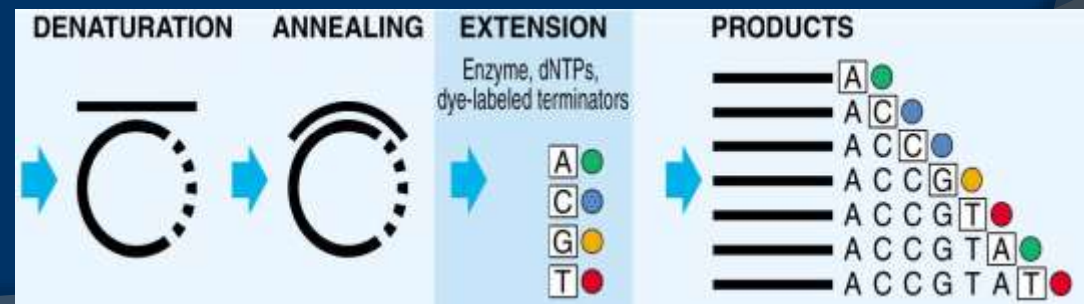 DENATURATION ANNEALING EXTENSION PRODUCTS
Enzyme, dNTPs,
dye-labeled terminators
A
C
G
T
A
A C
A C C
A C C G
A C C G T
A C C G T A
A C C G T A T